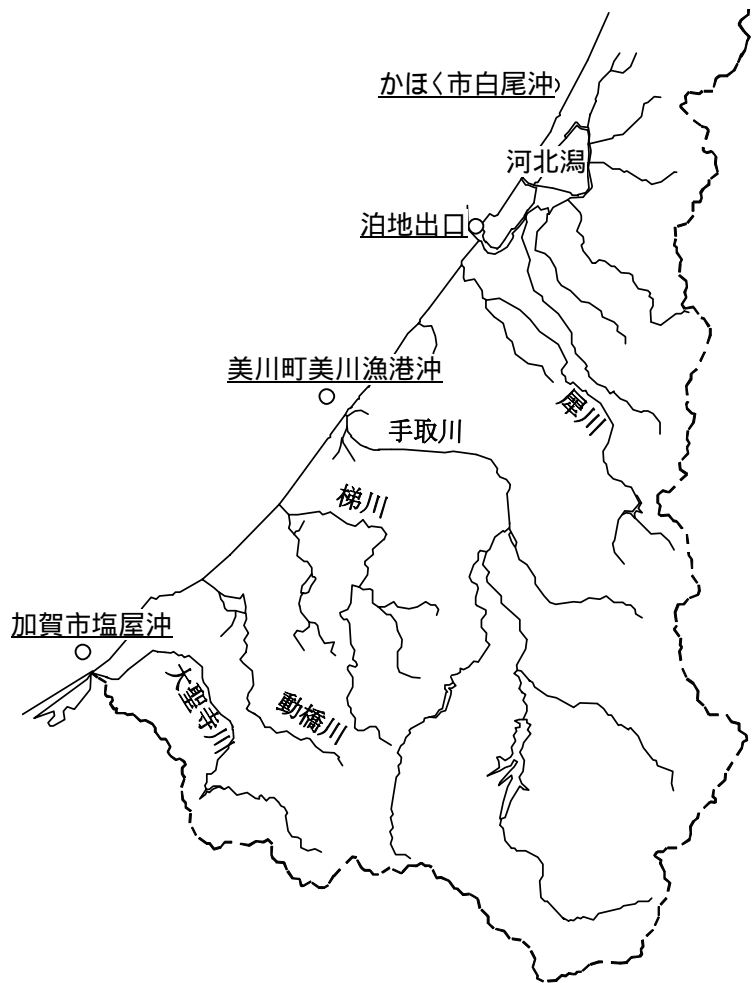 かほく市白尾沖
河北潟
泊地出口
美川町美川漁港沖
犀川
手取川
梯川
加賀市塩屋沖
大聖寺川
動橋川